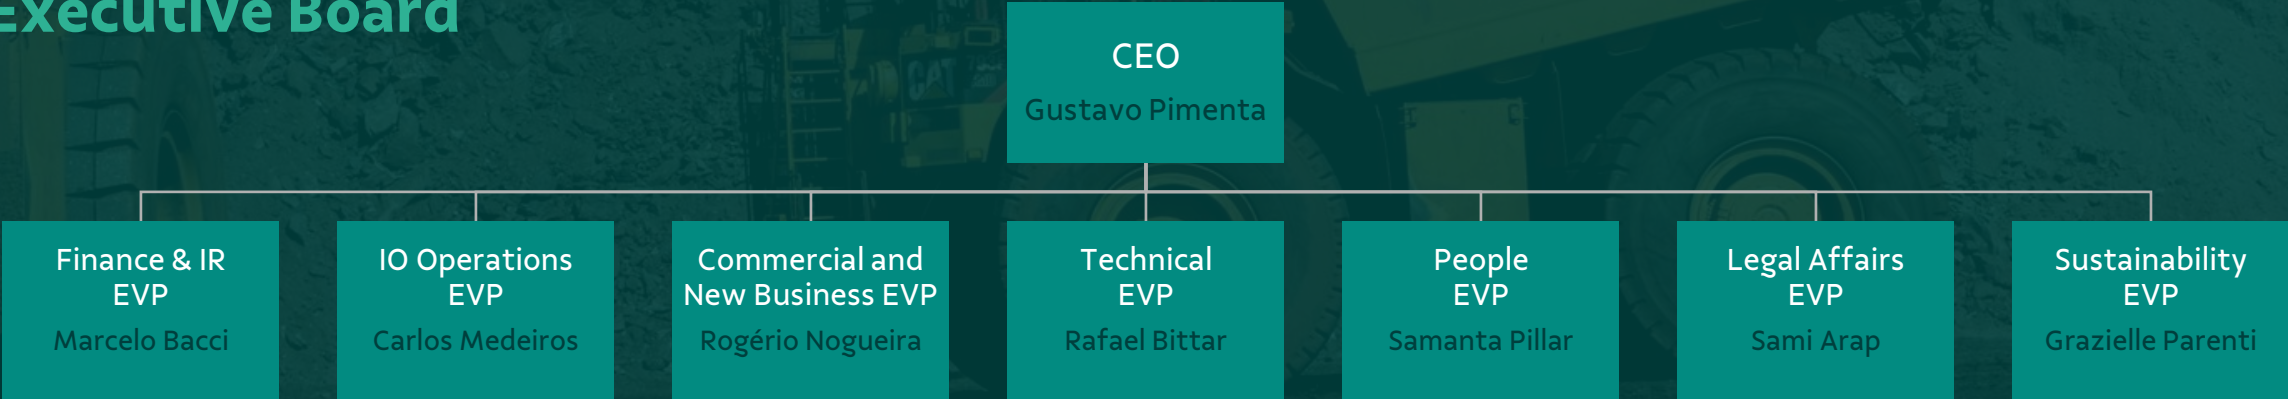 Executive Board
CEO
Gustavo Pimenta
Finance & IR
EVP
Marcelo Bacci
IO Operations
EVP
Carlos Medeiros
Commercial and
New Business EVP
Rogério Nogueira
Technical
EVP
Rafael Bittar
People
EVP
Samanta Pillar
Legal Affairs
EVP
Sami Arap
Sustainability
EVP
Grazielle Parenti
CAT